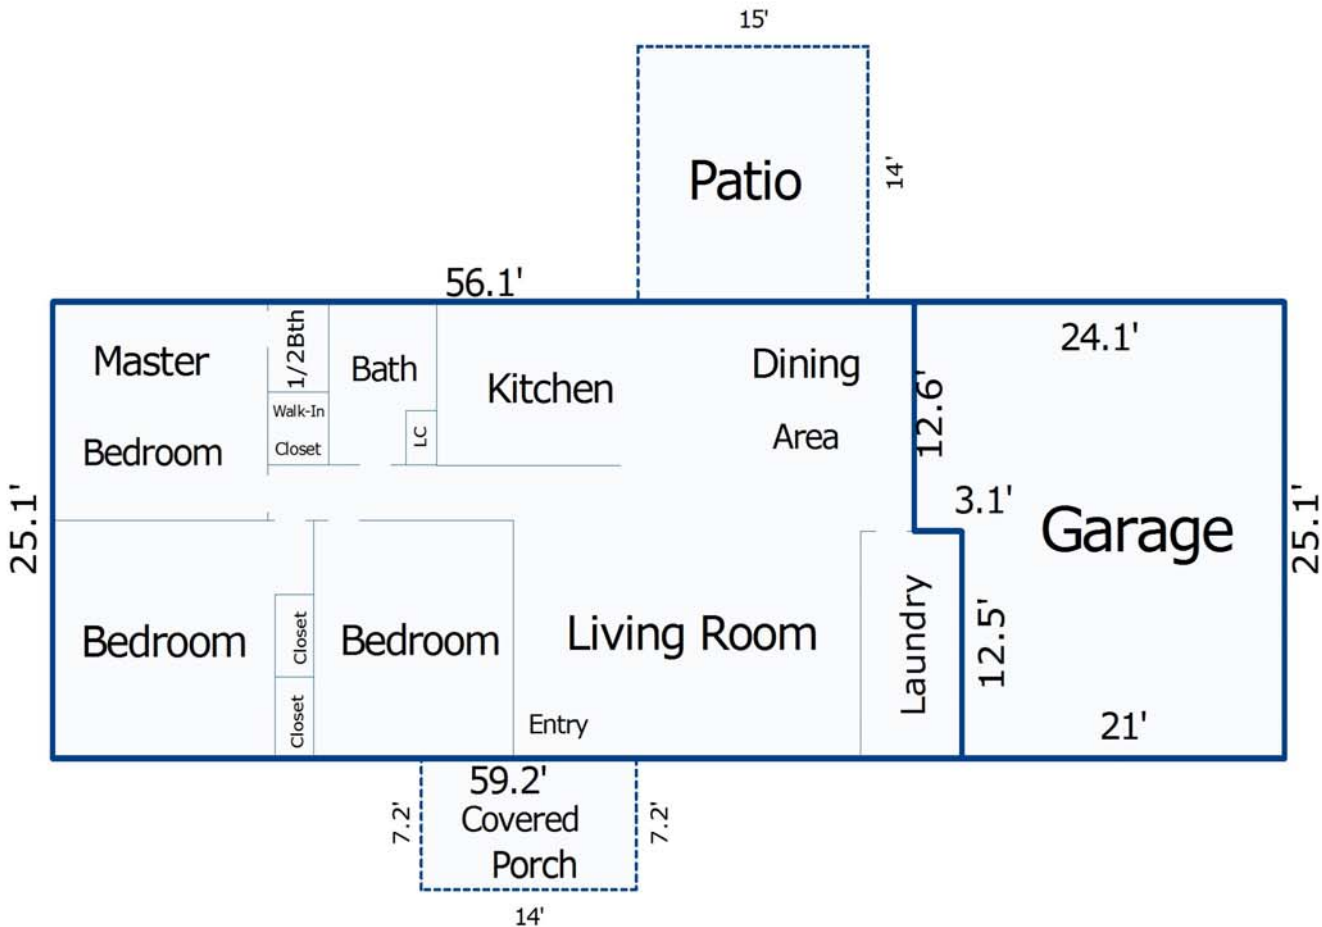 15'
Patio
14'
56.1'
Master
Bedroom
1/2Bth
Walk-In
Closet
Bath
LC
Kitchen
Dining
Area
12.6'
24.1'
3.1'
Garage
25.1'
25.1'
Bedroom
Closet
Closet
Bedroom
Living Room
Entry
Laundry
12.5'
21'
59.2'
7.2'
Covered
Porch
7.2'
14'